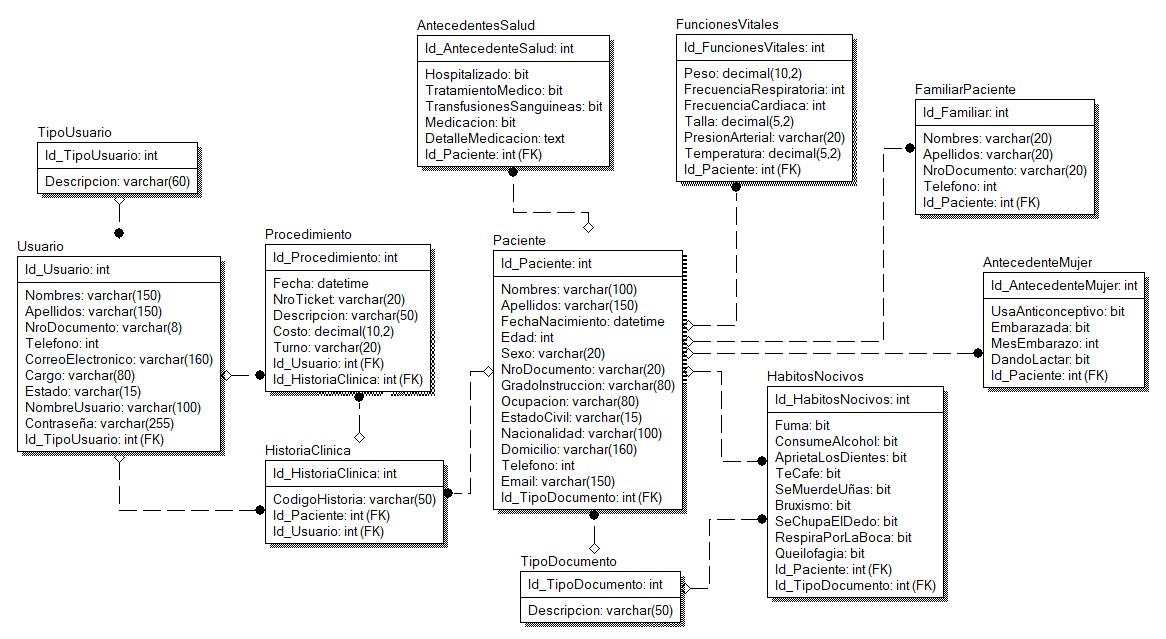 AntecedentesSalud
Id_AntecedenteSalud: int
Hospitalizado: bit
TratamientoMedico: bit
TransfusionesSanguineas: bit
Medicacion: bit
DetalleMedicacion: text
Id_Paciente: int (FK)
FuncionesVitales
Id_FuncionesVitales: int
Peso: decimal(10,2)
FrecuenciaRespiratoria: int
FrecuenciaCardiaca: int
Talla: decimal(5,2)
PresionArterial: varchar(20)
Temperatura: decimal(5,2)
Id_Paciente: int (FK)
FamiliarPaciente
Id_Familiar: int
Nombres: varchar(20)
Apellidos: varchar(20)
NroDocumento: varchar(20)
Telefono: int
Id_Paciente: int (FK)
TipoUsuario
Id_TipoUsuario: int
Descripcion: varchar(60)
Usuario
Id_Usuario: int
Nombres: varchar(150)
Apellidos: varchar(150)
NroDocumento: varchar(8)
Telefono: int
CorreoElectronico: varchar(160)
Cargo: varchar(80)
Estado: varchar(15)
NombreUsuario: varchar(100)
Contraseña: varchar(255)
Id_TipoUsuario: int (FK)
Procedimiento
Id_Procedimiento: int
Fecha: datetime
NroTicket: varchar(20)
Descripcion: varchar(50)
Costo: decimal(10,2)
Turno: varchar(20)
Id_Usuario: int (FK)
Id_HistoriaClinica: int (FK)
Paciente
Id_Paciente: int
Nombres: varchar(100)
Apellidos: varchar(150)
FechaNacimiento: datetime
Edad: int
Sexo: varchar(20)
NroDocumento: varchar(20)
GradoInstruccion: varchar(80)
Ocupacion: varchar(80)
EstadoCivil: varchar(15)
Nacionalidad: varchar(100)
Domicilio: varchar(160)
Telefono: int
Email: varchar(150)
Id_TipoDocumento: int (FK)
AntecedenteMujer
Id_AntecedenteMujer: int
UsaAnticonceptivo: bit
Embarazada: bit
MesEmbarazo: int
DandoLactar: bit
Id_Paciente: int (FK)
HabitosNocivos
Id_HabitosNocivos: int
Fuma: bit
ConsumeAlcohol: bit
AprietaLosDientes: bit
TeCafe: bit
SeMuerdeUñas: bit
Bruxismo: bit
SeChupaElDedo: bit
RespiraPorLaBoca: bit
Queilofagia: bit
Id_Paciente: int (FK)
Id_TipoDocumento: int (FK)
HistoriaClinica
Id_HistoriaClinica: int
CodigoHistoria: varchar(50)
Id_Paciente: int (FK)
Id_Usuario: int (FK)
TipoDocumento
Id_TipoDocumento: int
Descripcion: varchar(50)